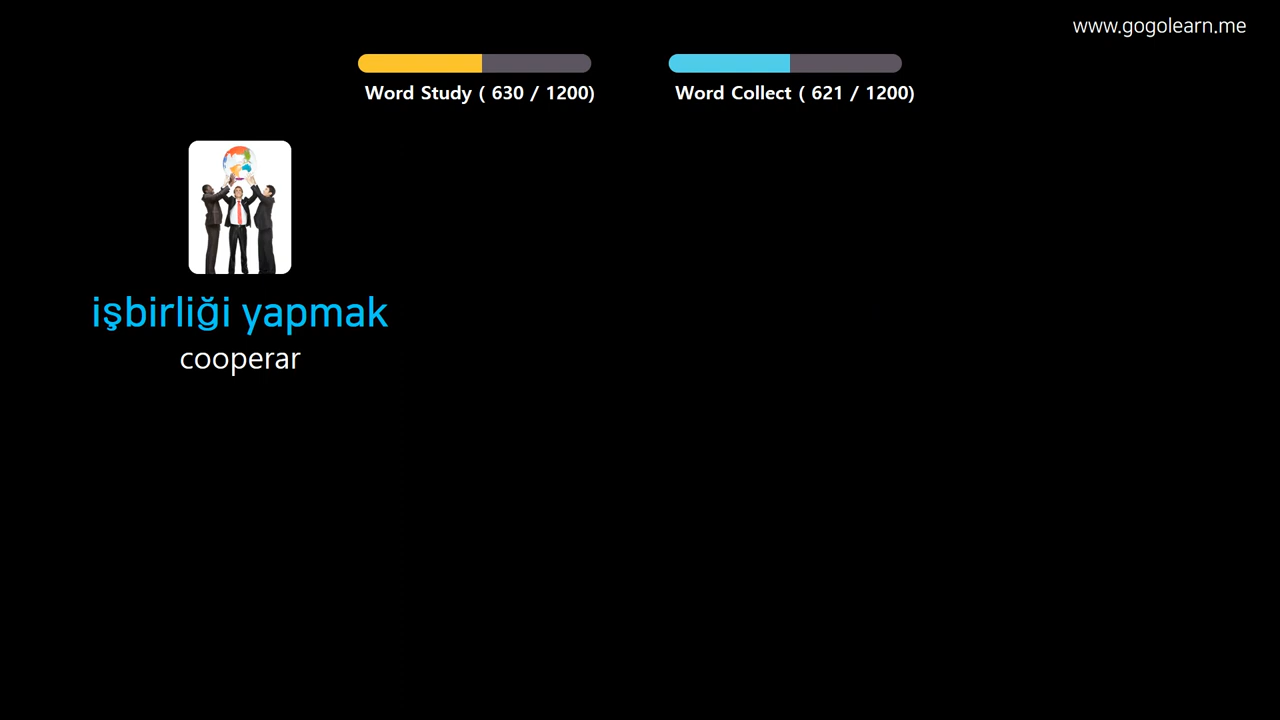 www.gogolearn.me
Word Study ( 630 / 1200)
Word Collect ( 621 / 1200)
işbirliği yapmak
cooperar